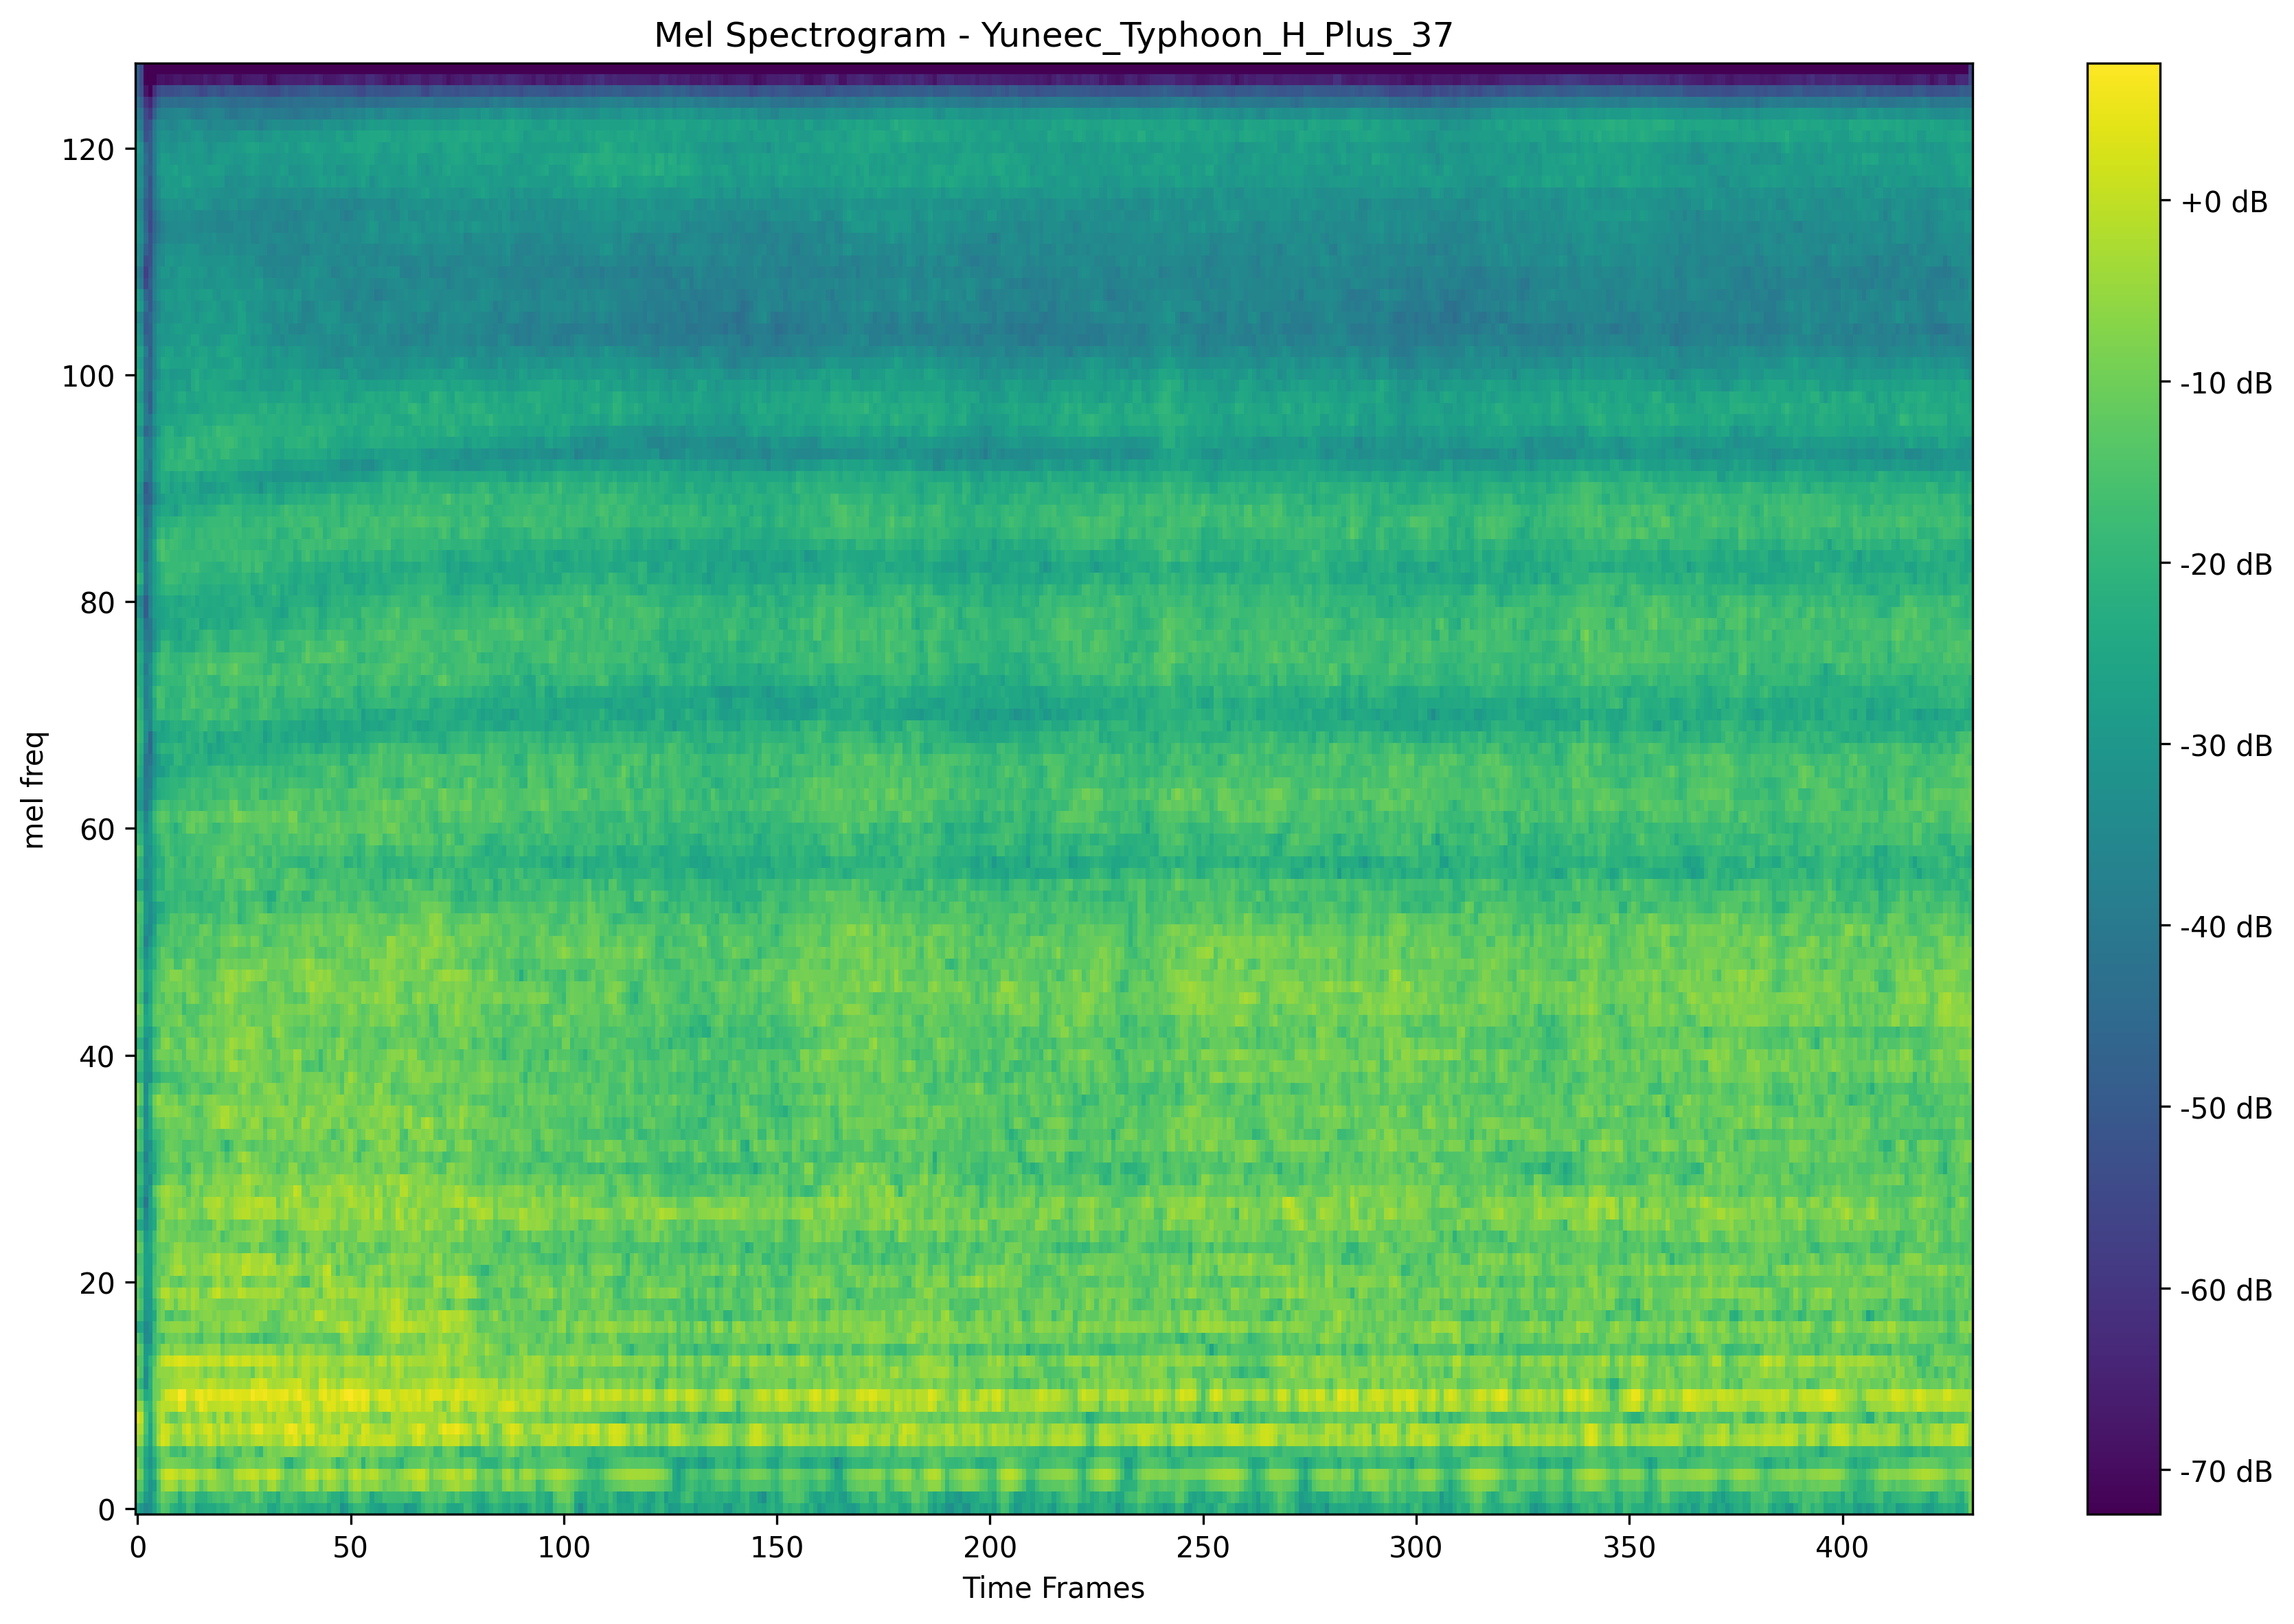 Mel Spectrogram - Yuneec_Typhoon_H_Plus_37
mel freq
120
100
80
60
40
20
0
0 50 100 150 200 250 300 350 400
Time Frames
+0 dB
-10 dB
-20 dB
-30 dB
-40 dB
-50 dB
-60 dB
-70 dB